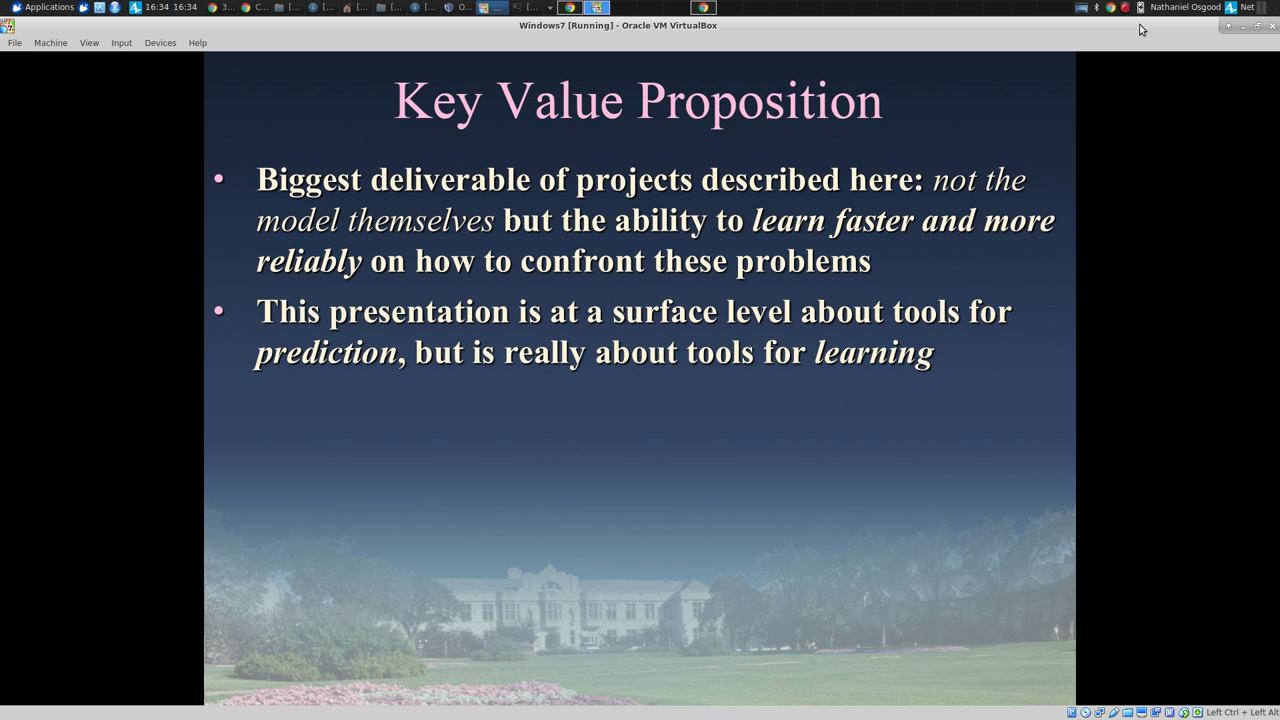 Applications 16:34 16:34 3... C... [... [... [... [... O... ... [... Nathaniel Osgood Net
Windows7 [Running] - Oracle VM VirtualBox
File Machine View Input Devices Help
Key Value Proposition
• Biggest deliverable of projects described here: not the
model themselves but the ability to learn faster and more
reliably on how to confront these problems
• This presentation is at a surface level about tools for
prediction, but is really about tools for learning
Left Ctrl + Left Alt